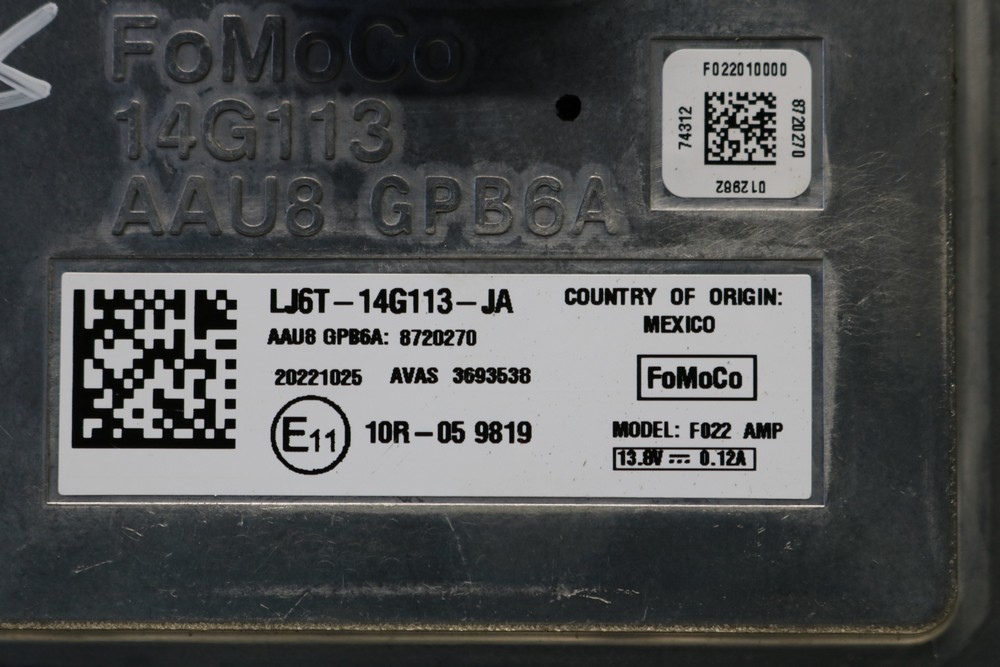 FoMoCo
14G113
AAU8 GPB6A
F022010000
74312
8720270
012982
LJ6T-14G113-JA
AAU8 GPB6A: 8720270
20221025 AVAS 3693538
E11 10R-05 9819
COUNTRY OF ORIGIN:
MEXICO
FoMoCo
MODEL: F022 AMP
13.8V ⎓ 0.12A